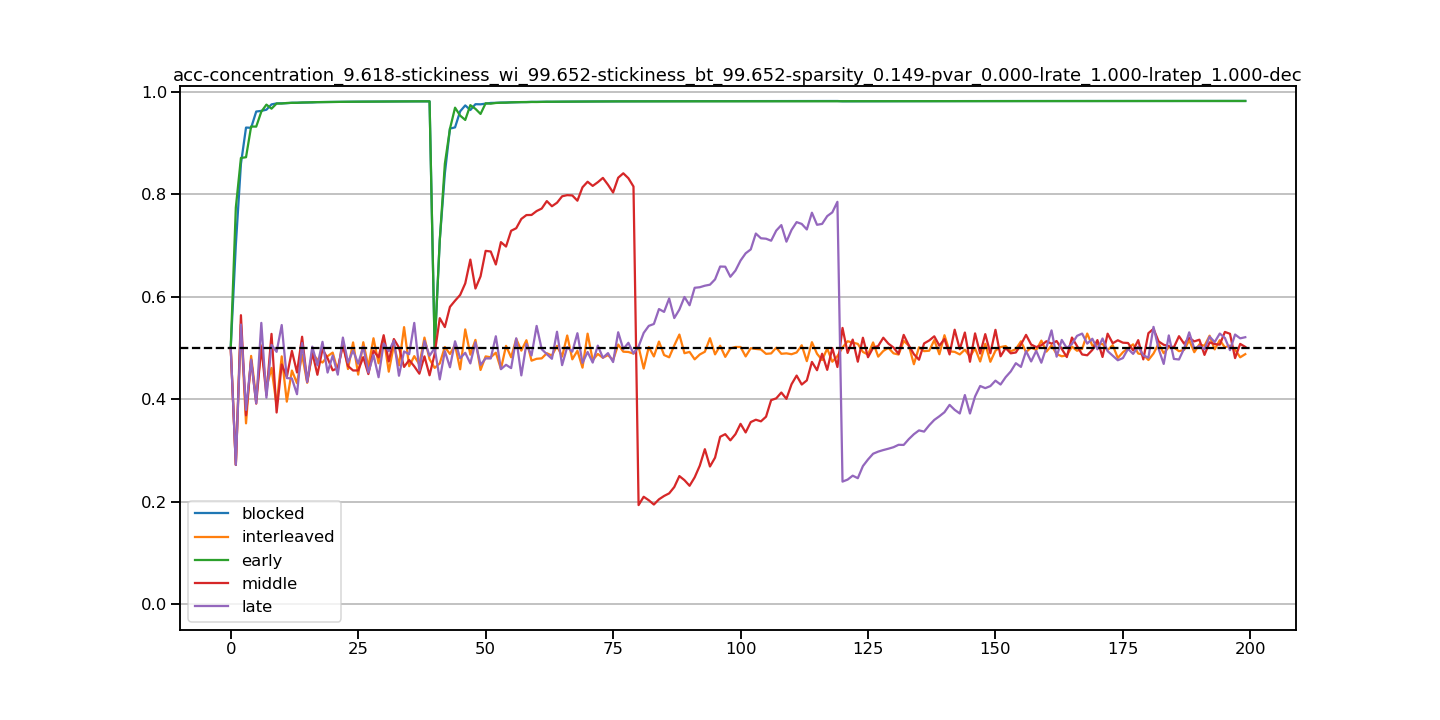 acc-concentration_9.618-stickiness_wi_99.652-stickiness_bt_99.652-sparsity_0.149-pvar_0.000-lrate_1.000-lratep_1.000-dec
1.0
0.8
0.6
0.4
0.2
0.0
blocked
interleaved
early
middle
late
0 25 50 75 100 125 150 175 200